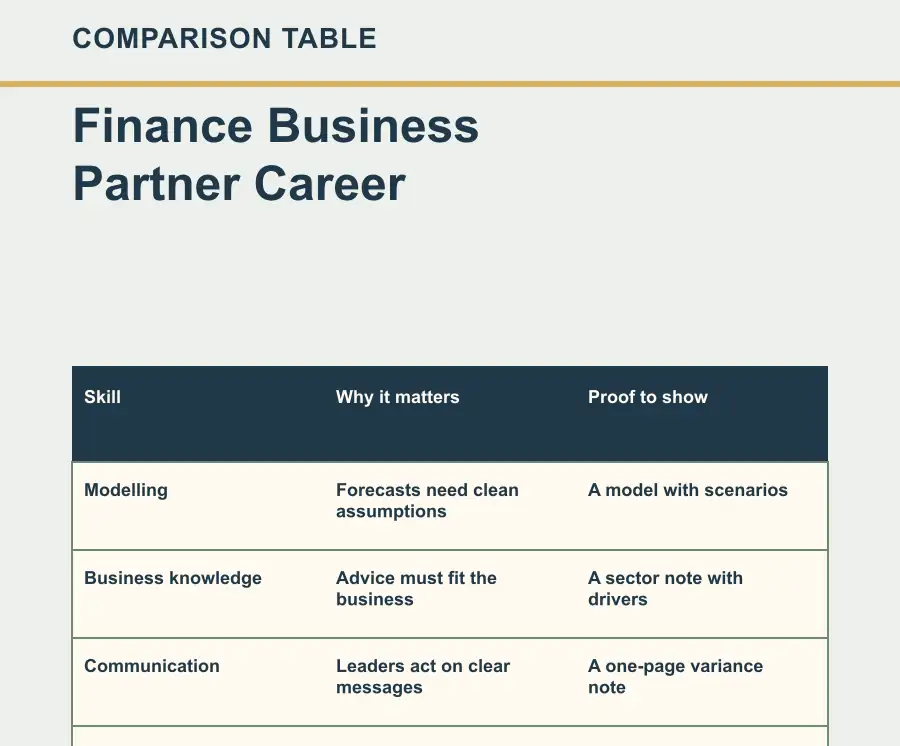 COMPARISON TABLE
Finance Business
Partner Career
Skill
Why it matters
Proof to show
Modelling
Forecasts need clean
assumptions
A model with scenarios
Business knowledge
Advice must fit the
business
A sector note with
drivers
Communication
Leaders act on clear
messages
A one-page variance
note